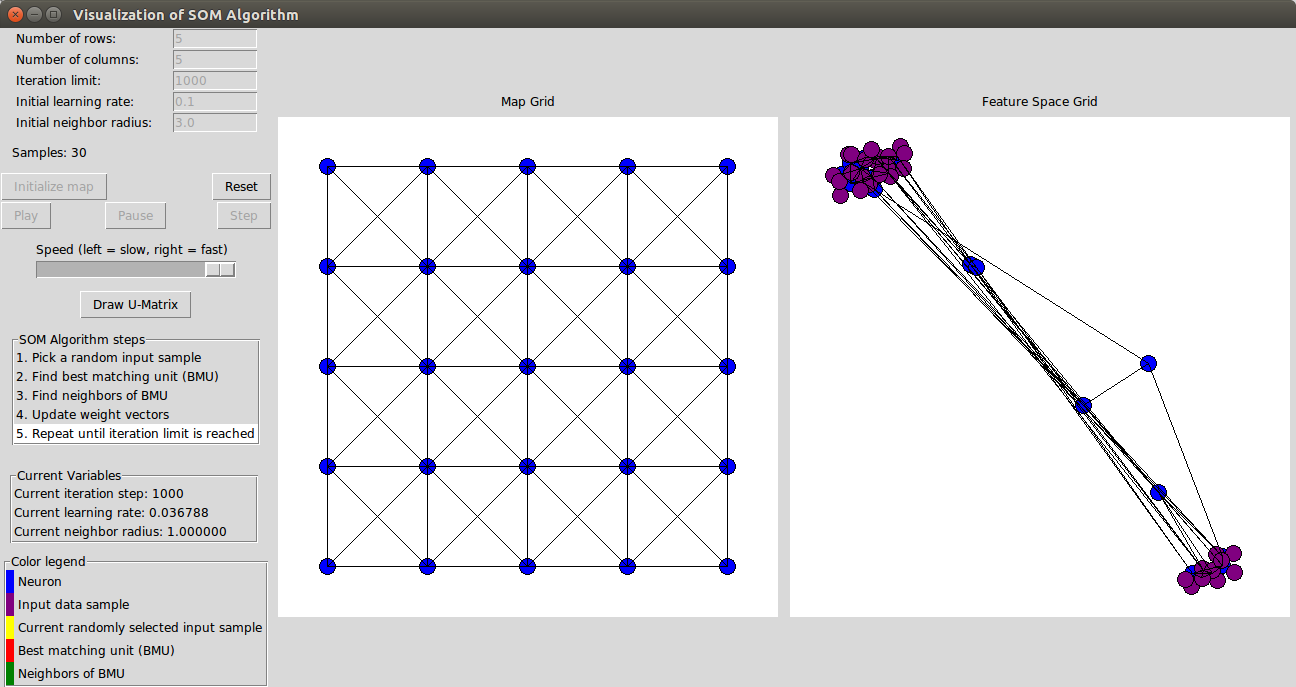 Visualization of SOM Algorithm
Number of rows: 5
Number of columns: 5
Iteration limit: 1000
Initial learning rate: 0.1
Initial neighbor radius: 3.0
Samples: 30
Initialize map Reset
Play Pause Step
Speed (left = slow, right = fast)
Draw U-Matrix
SOM Algorithm steps
1. Pick a random input sample
2. Find best matching unit (BMU)
3. Find neighbors of BMU
4. Update weight vectors
5. Repeat until iteration limit is reached
Current Variables
Current iteration step: 1000
Current learning rate: 0.036788
Current neighbor radius: 1.000000
Color legend
Neuron
Input data sample
Current randomly selected input sample
Best matching unit (BMU)
Neighbors of BMU
Map Grid
Feature Space Grid